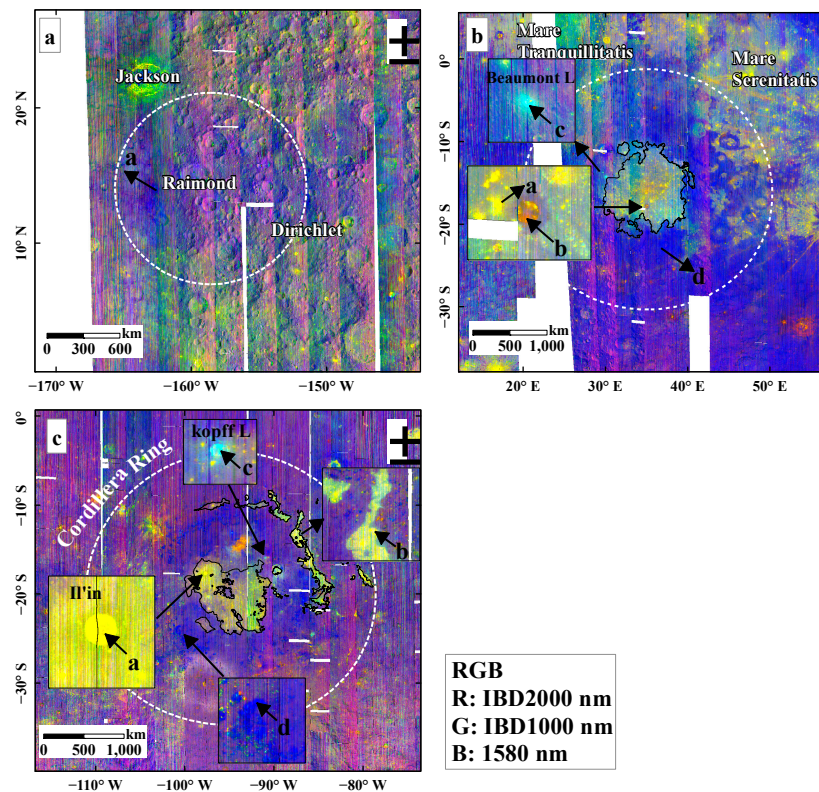 a
Jackson
20° N
a
Raimond
Dirichlet
10° N
km
0 300 600
−170° W −160° W −150° W
b
Mare
Tranquillitatis
Mare
Serenitatis
0°
Beaumont L
c
−10° S
a
b
−20° S
d
−30° S
km
0 500 1,000
20° E 30° E 40° E 50° E
c
0°
kopff L
c
Cordillera Ring
−10° S
b
Il'in
−20° S
a
−30° S
d
km
0 500 1,000
−110° W −100° W −90° W −80° W
RGB
R: IBD2000 nm
G: IBD1000 nm
B: 1580 nm